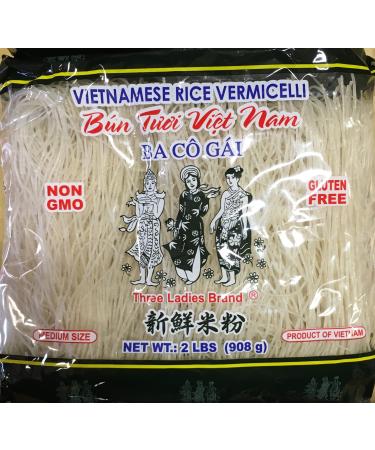 VIETNAMESE RICE VERMICELLI
Bún Tươi Việt Nam
BA CÔ GÁI
NON
GMO
GLUTEN
FREE
Three Ladies Brand ®
新鮮米粉
MEDIUM SIZE
PRODUCT OF VIETNAM
NET WT.: 2 LBS (908 g)